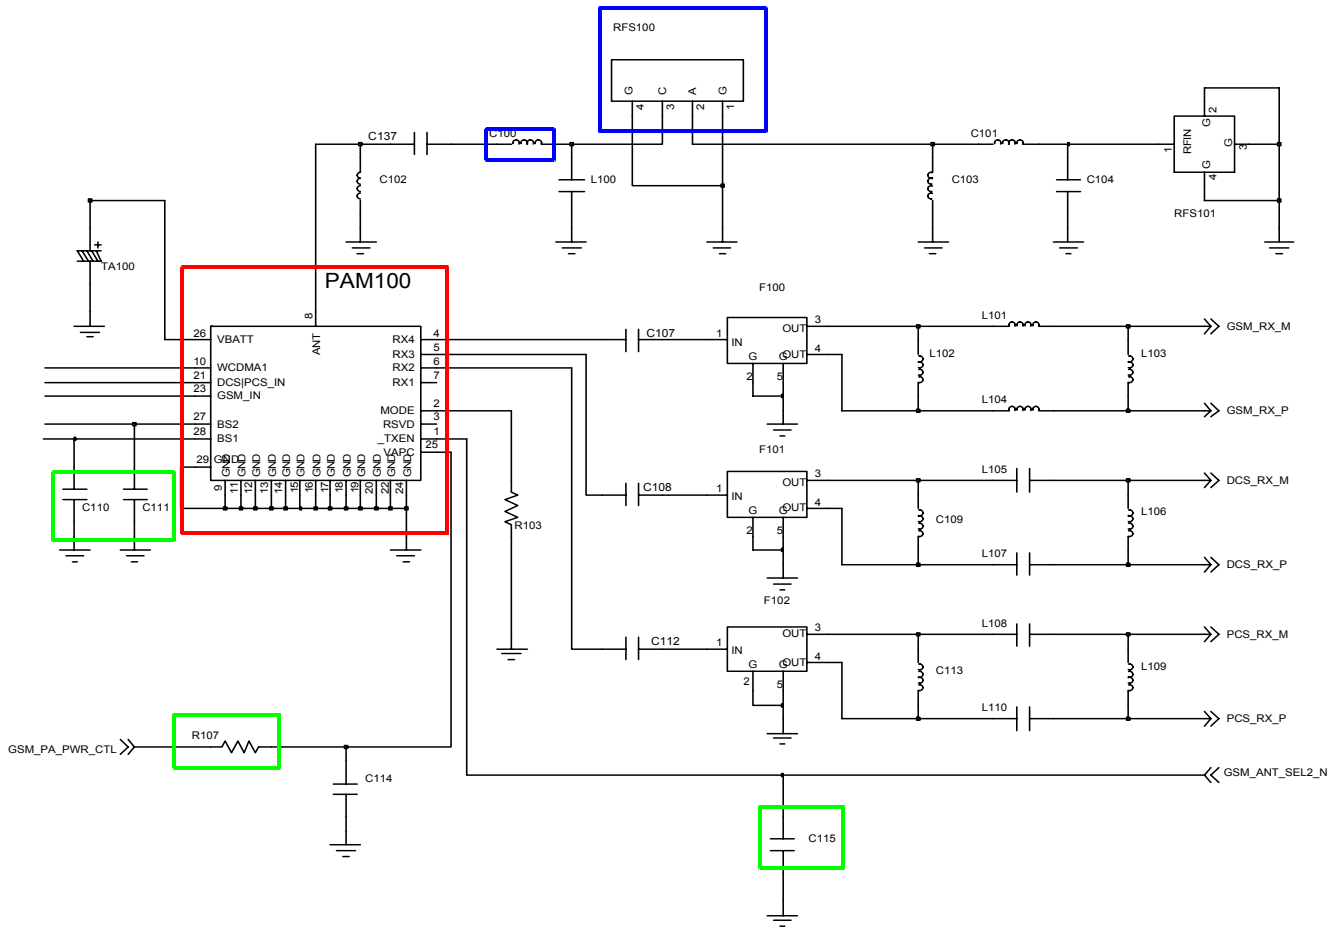 RFS100
G C A G
4 3 2 1
C137
C100
C102
L100
C101
C103
C104
RFIN
G 2
1
G 3
G 4
RFS101
TA100
PAM100
8
ANT
26 VBATT
10 WCDMA1
21 DCS|PCS_IN
23 GSM_IN
27 BS2
28 BS1
29 GND
RX4 4
RX3 5
RX2 6
RX1 7
MODE 2
RSVD 3
_TXEN 1
VAPC 25
GND GND GND GND GND GND GND GND GND GND GND GND
9 11 12 13 14 15 16 17 18 19 20 22 24
C110
C111
R103
C107
F100
1 IN
OUT 3
OUT 4
G G
2 5
L101
L102
L103
L104
GSM_RX_M
GSM_RX_P
F101
C108
1 IN
OUT 3
OUT 4
G G
2 5
L105
C109
L106
L107
DCS_RX_M
DCS_RX_P
F102
C112
1 IN
OUT 3
OUT 4
G G
2 5
L108
C113
L109
L110
PCS_RX_M
PCS_RX_P
R107
GSM_PA_PWR_CTL
C114
GSM_ANT_SEL2_N
C115